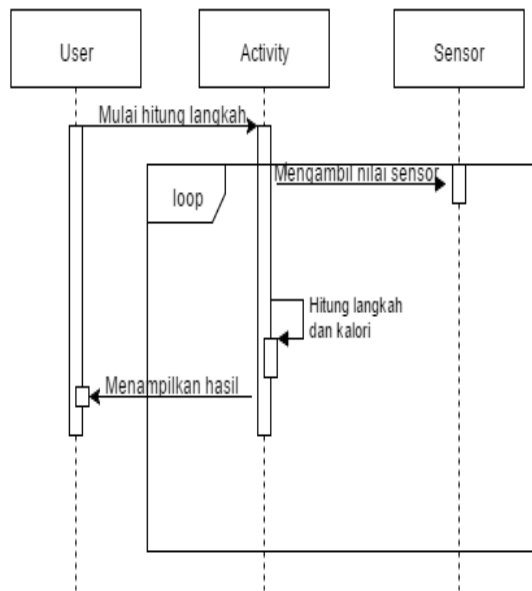 User
Activity
Sensor
Mulai hitung langkah
Mengambil nilai sensor
loop
Hitung langkah
dan kalori
Menampilkan hasil